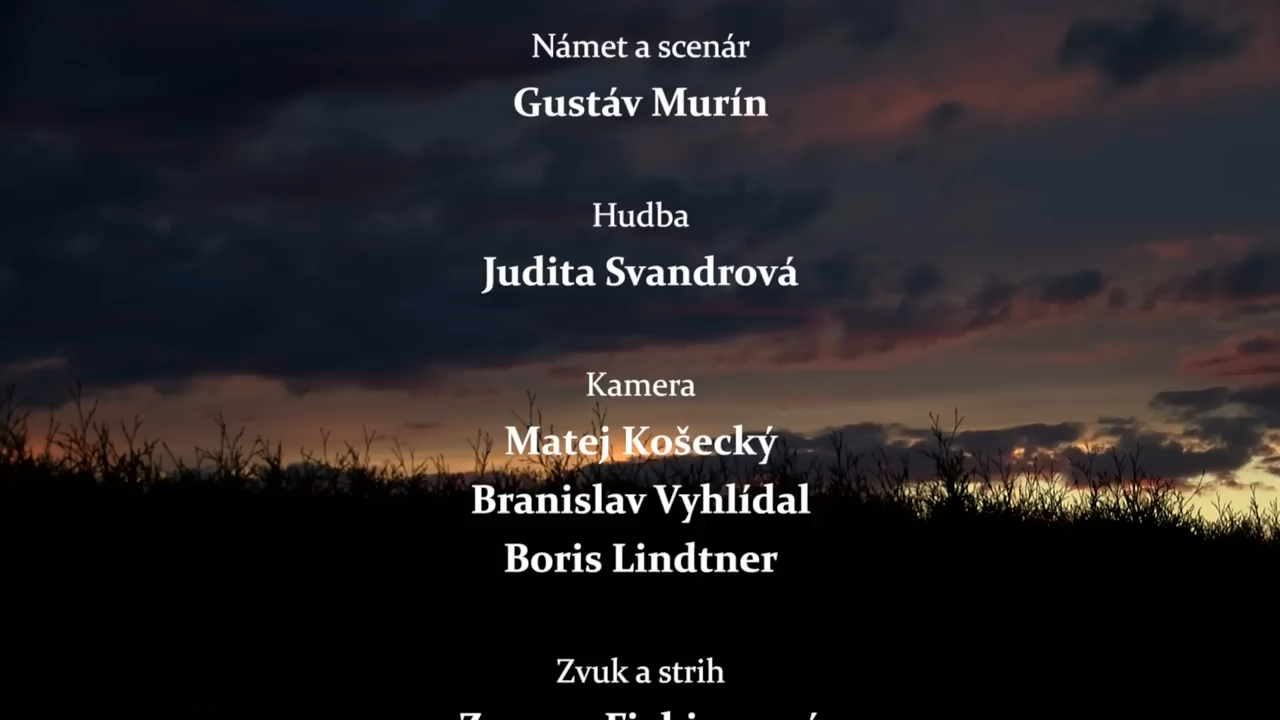 Námet a scenár
Gustáv Murín
Hudba
Judita Svandrová
Kamera
Matej Košecký
Branislav Vyhlídal
Boris Lindtner
Zvuk a strih